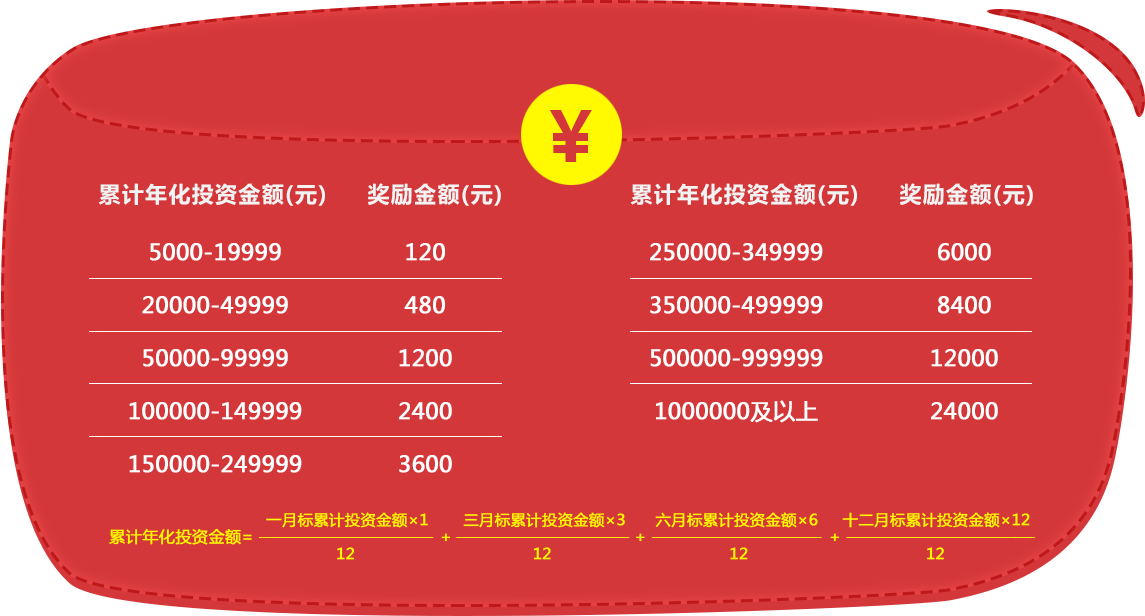 ¥
累计年化投资金额(元) 奖励金额(元)
5000-19999 120
20000-49999 480
50000-99999 1200
100000-149999 2400
150000-249999 3600
累计年化投资金额(元) 奖励金额(元)
250000-349999 6000
350000-499999 8400
500000-999999 12000
1000000及以上 24000
一月标累计投资金额×1 三月标累计投资金额×3 六月标累计投资金额×6 十二月标累计投资金额×12
累计年化投资金额= + + +
12 12 12 12